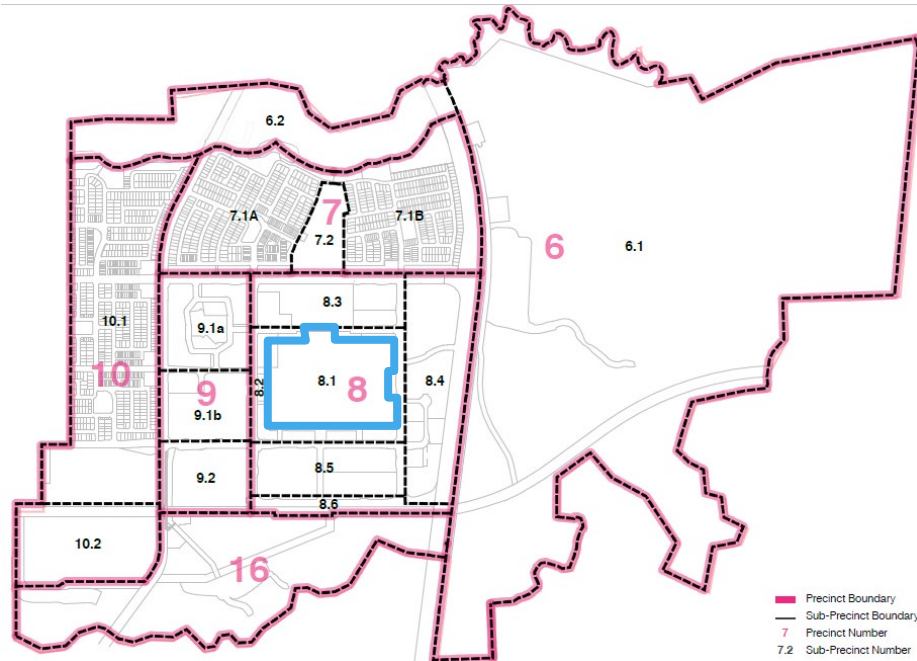 6.2
7.1A
7
7.1B
7.2
6
6.1
8.3
9.1a
10.1
10
8.2
8.1
8
8.4
9
9.1b
8.5
9.2
8.6
10.2
16
Precinct Boundary
Sub-Precinct Boundary
7 Precinct Number
7.2 Sub-Precinct Number